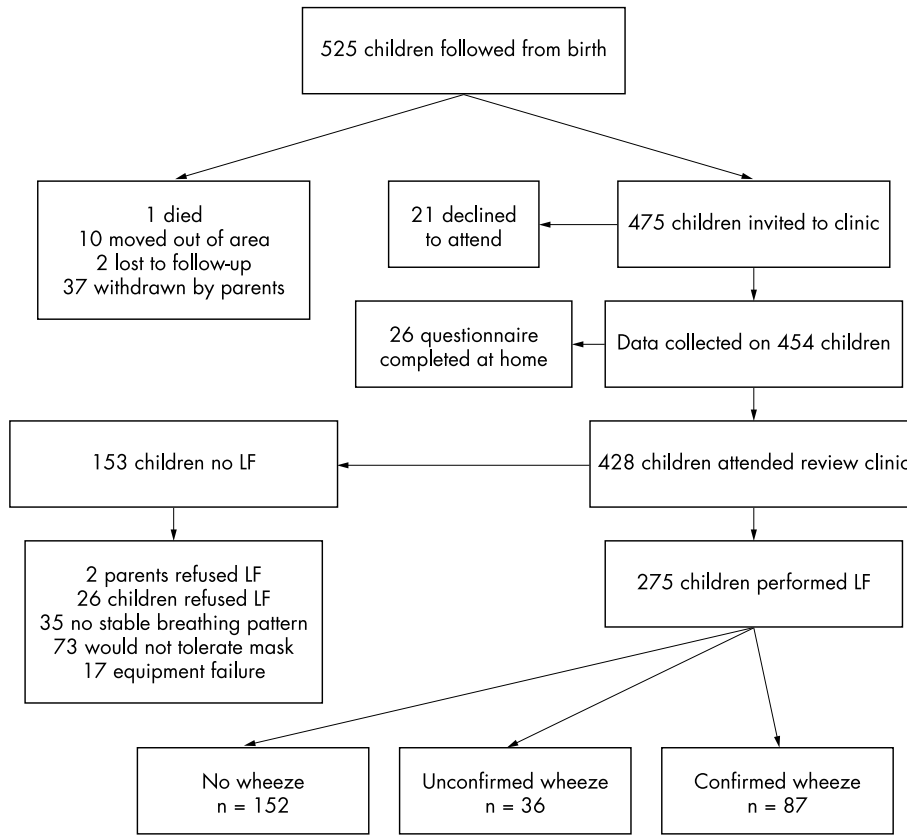 525 children followed from birth
1 died
10 moved out of area
2 lost to follow-up
37 withdrawn by parents
21 declined
to attend
475 children invited to clinic
26 questionnaire
completed at home
Data collected on 454 children
153 children no LF
428 children attended review clinic
2 parents refused LF
26 children refused LF
35 no stable breathing pattern
73 would not tolerate mask
17 equipment failure
275 children performed LF
No wheeze
n = 152
Unconfirmed wheeze
n = 36
Confirmed wheeze
n = 87